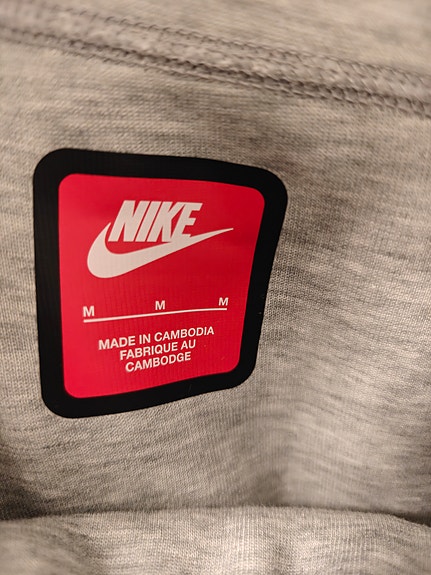 NIKE
M M M
MADE IN CAMBODIA
FABRIQUE AU
CAMBODGE